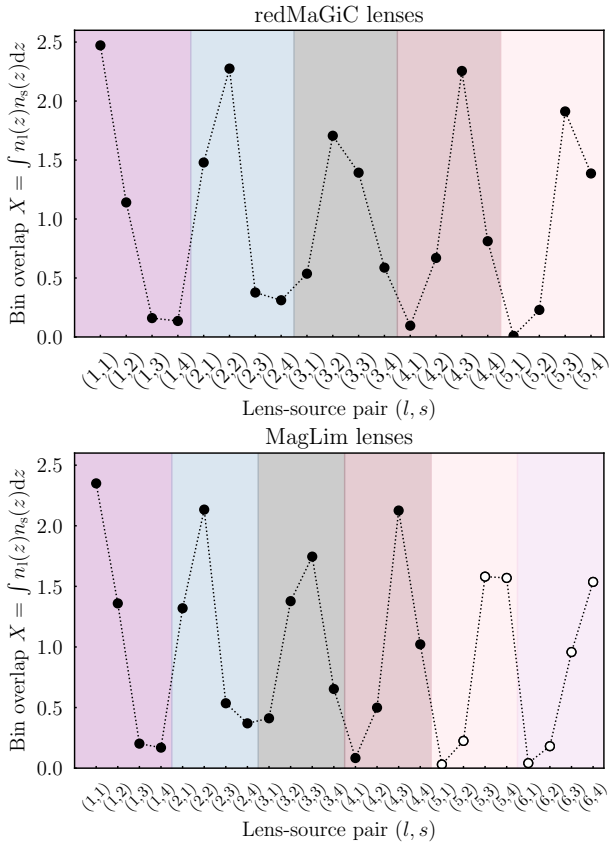 redMaGiC lenses
Bin overlap X = ∫ n_l(z)n_s(z)dz
2.5
2.0
1.5
1.0
0.5
0.0
(1,1) (1,2) (1,3) (1,4) (2,1) (2,2) (2,3) (2,4) (3,1) (3,2) (3,3) (3,4) (4,1) (4,2) (4,3) (4,4) (5,1) (5,2) (5,3) (5,4)
Lens-source pair (l, s)
MagLim lenses
Bin overlap X = ∫ n_l(z)n_s(z)dz
2.5
2.0
1.5
1.0
0.5
0.0
(1,1) (1,2) (1,3) (1,4) (2,1) (2,2) (2,3) (2,4) (3,1) (3,2) (3,3) (3,4) (4,1) (4,2) (4,3) (4,4) (5,1) (5,2) (5,3) (5,4) (6,1) (6,2) (6,3) (6,4)
Lens-source pair (l, s)